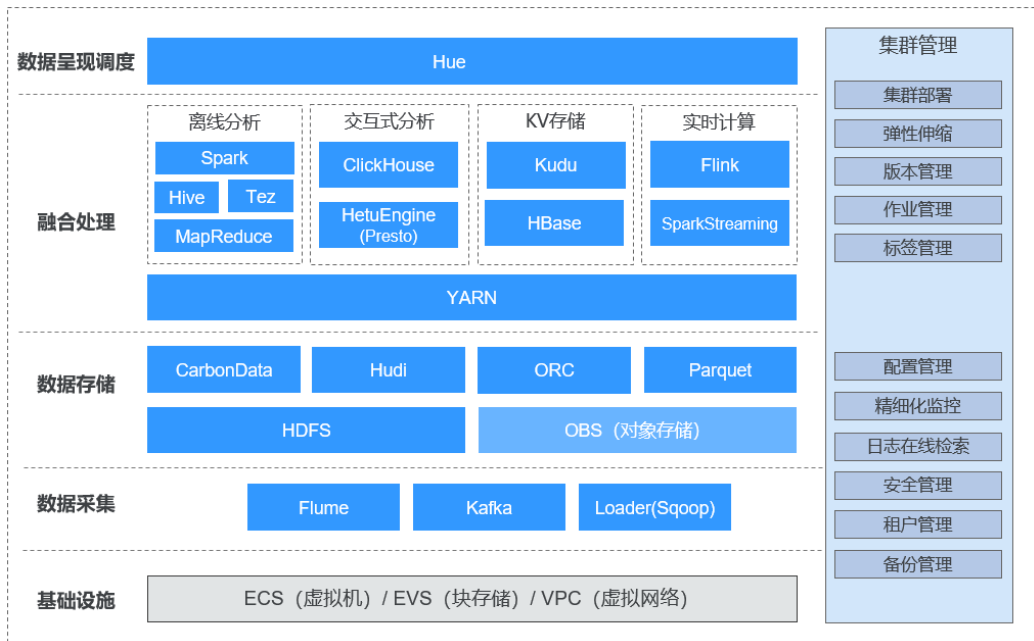 数据呈现调度
Hue
融合处理
离线分析
Spark
Hive
Tez
MapReduce
交互式分析
ClickHouse
HetuEngine
(Presto)
KV存储
Kudu
HBase
实时计算
Flink
SparkStreaming
YARN
数据存储
CarbonData
Hudi
ORC
Parquet
HDFS
OBS（对象存储）
数据采集
Flume
Kafka
Loader(Sqoop)
基础设施
ECS（虚拟机）/ EVS（块存储）/ VPC（虚拟网络）
集群管理
集群部署
弹性伸缩
版本管理
作业管理
标签管理
配置管理
精细化监控
日志在线检索
安全管理
租户管理
备份管理